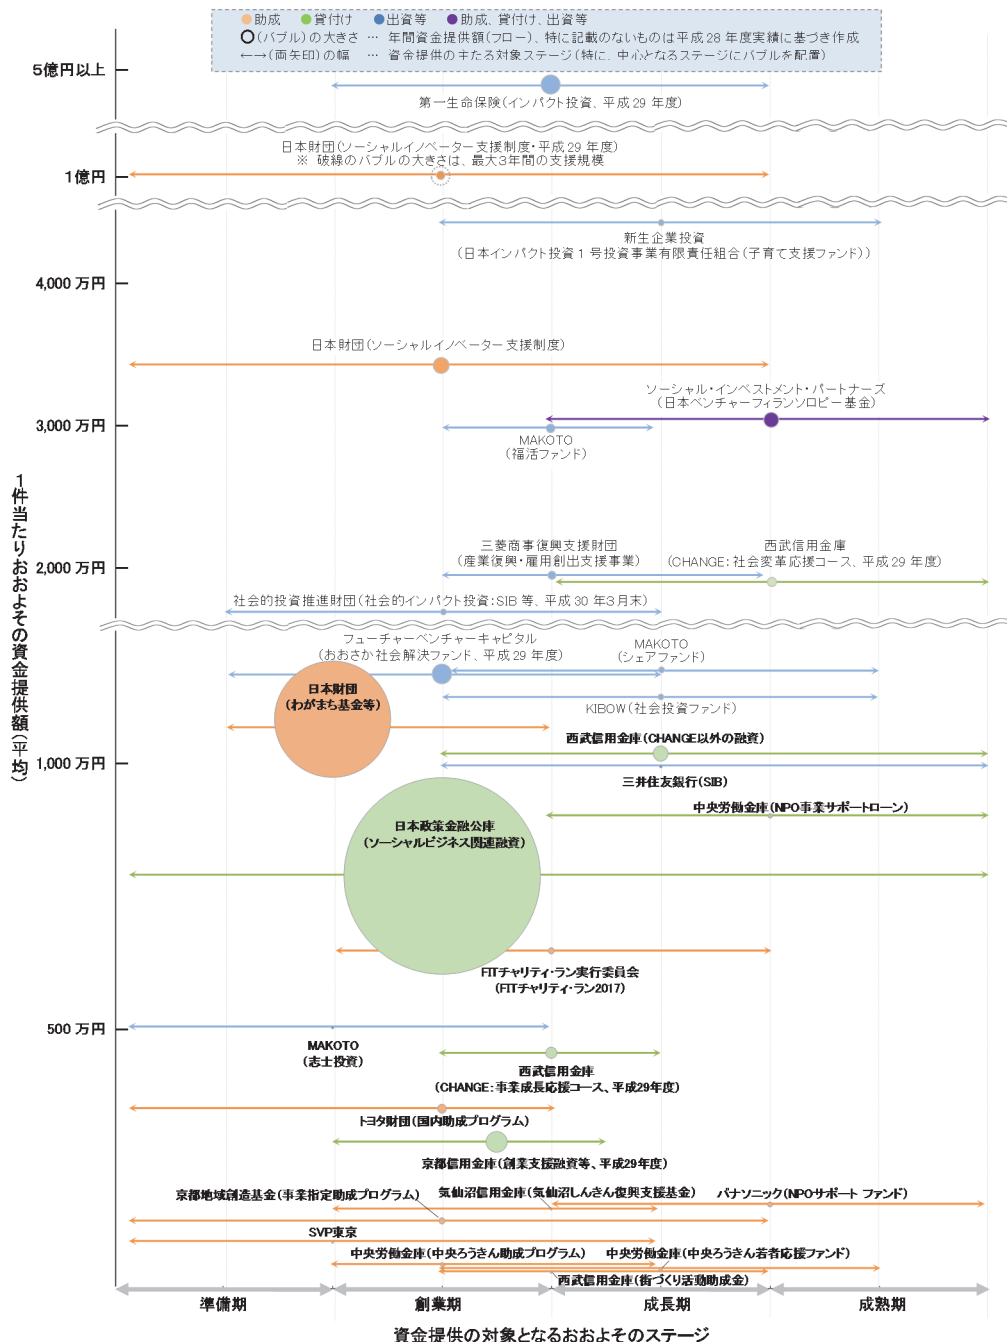 助成 貸付け 出資等 助成、貸付け、出資等
(バブル)の大きさ … 年間資金提供額(フロー)、特に記載のないものは平成28年度実績に基づき作成
←→(両矢印)の幅 … 資金提供の主たる対象ステージ(特に、中心となるステージにバブルを配置)
5億円以上
第一生命保険(インパクト投資、平成29年度)
日本財団(ソーシャルイノベーター支援制度・平成29年度)
※ 破線のバブルの大きさは、最大3年間の支援規模
1億円
新生企業投資
(日本インパクト投資1号投資事業有限責任組合(子育て支援ファンド))
4,000万円
日本財団(ソーシャルイノベーター支援制度)
ソーシャル・インベストメント・パートナーズ
(日本ベンチャーフィランソロピー基金)
3,000万円
MAKOTO
(福活ファンド)
1件当たりおおよその資金提供額(平均)
三菱商事復興支援財団
(産業復興・雇用創出支援事業)
西武信用金庫
(CHANGE:社会変革応援コース、平成29年度)
2,000万円
社会的投資推進財団(社会的インパクト投資:SIB等、平成30年3月末)
フューチャーベンチャーキャピタル
(おおさか社会解決ファンド、平成29年度)
MAKOTO
(シェアファンド)
日本財団
(わがまち基金等)
KIBOW(社会投資ファンド)
西武信用金庫(CHANGE以外の融資)
1,000万円
三井住友銀行(SIB)
中央労働金庫(NPO事業サポートローン)
日本政策金融公庫
(ソーシャルビジネス関連融資)
FITチャリティ・ラン実行委員会
(FITチャリティ・ラン2017)
500万円
MAKOTO
(志士投資)
西武信用金庫
(CHANGE:事業成長応援コース、平成29年度)
トヨタ財団(国内助成プログラム)
京都信用金庫(創業支援融資等、平成29年度)
京都地域創造基金(事業指定助成プログラム)
気仙沼信用金庫(気仙沼しんきん復興支援基金)
パナソニック(NPOサポート ファンド)
SVP東京
中央労働金庫(中央ろうきん助成プログラム)
中央労働金庫(中央ろうきん若者応援ファンド)
西武信用金庫(街づくり活動助成金)
準備期 創業期 成長期 成熟期
資金提供の対象となるおおよそのステージ